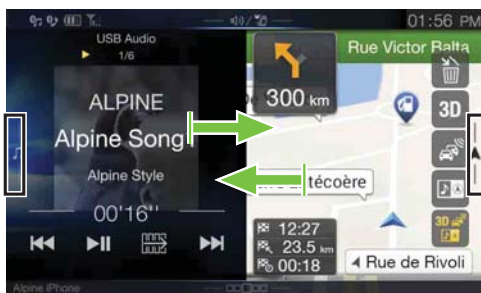 01:56 PM
USB Audio
1/6
ALPINE
Alpine Song
Alpine Style
00'16"
Alpine iPhone
Rue Victor Balta
300 km
3D
técoère
3D
12:27
23.5 km
00:18
Rue de Rivoli